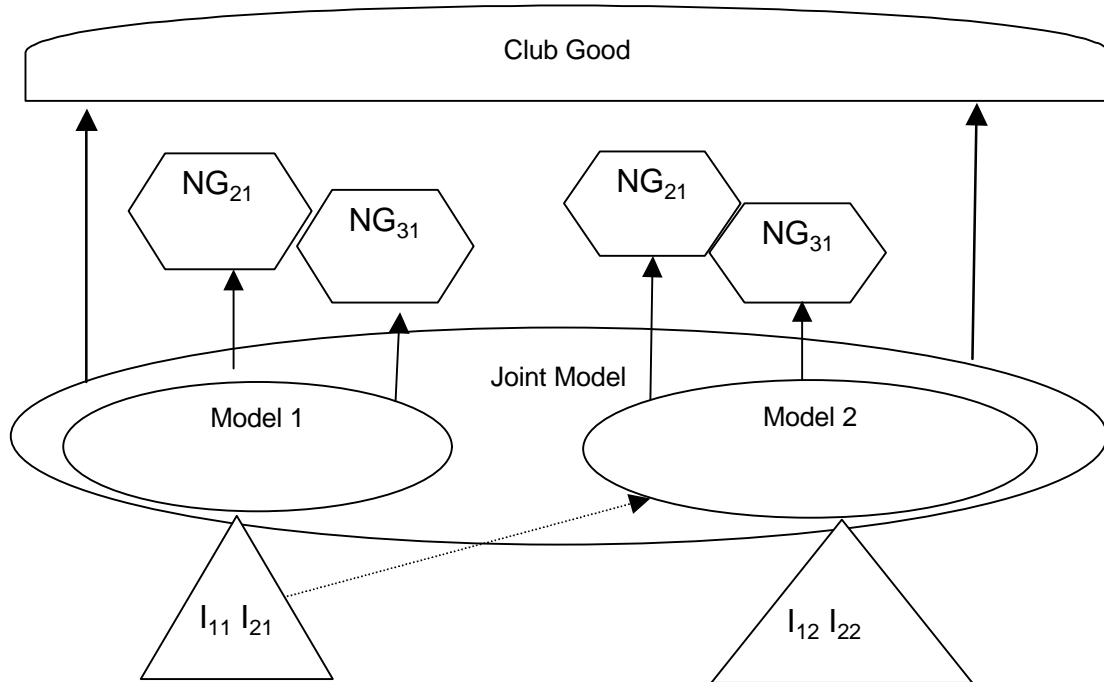 Club Good
NG₂₁
NG₃₁
NG₂₁
NG₃₁
Joint Model
Model 1
Model 2
I₁₁ I₂₁
I₁₂ I₂₂